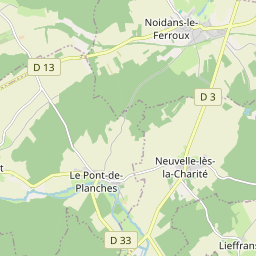 Noidans-le-
Ferroux
D 13
D 3
Neuvelle-lès-
la-Charité
t
Le Pont-de-
Planches
D 33
Lieffrans